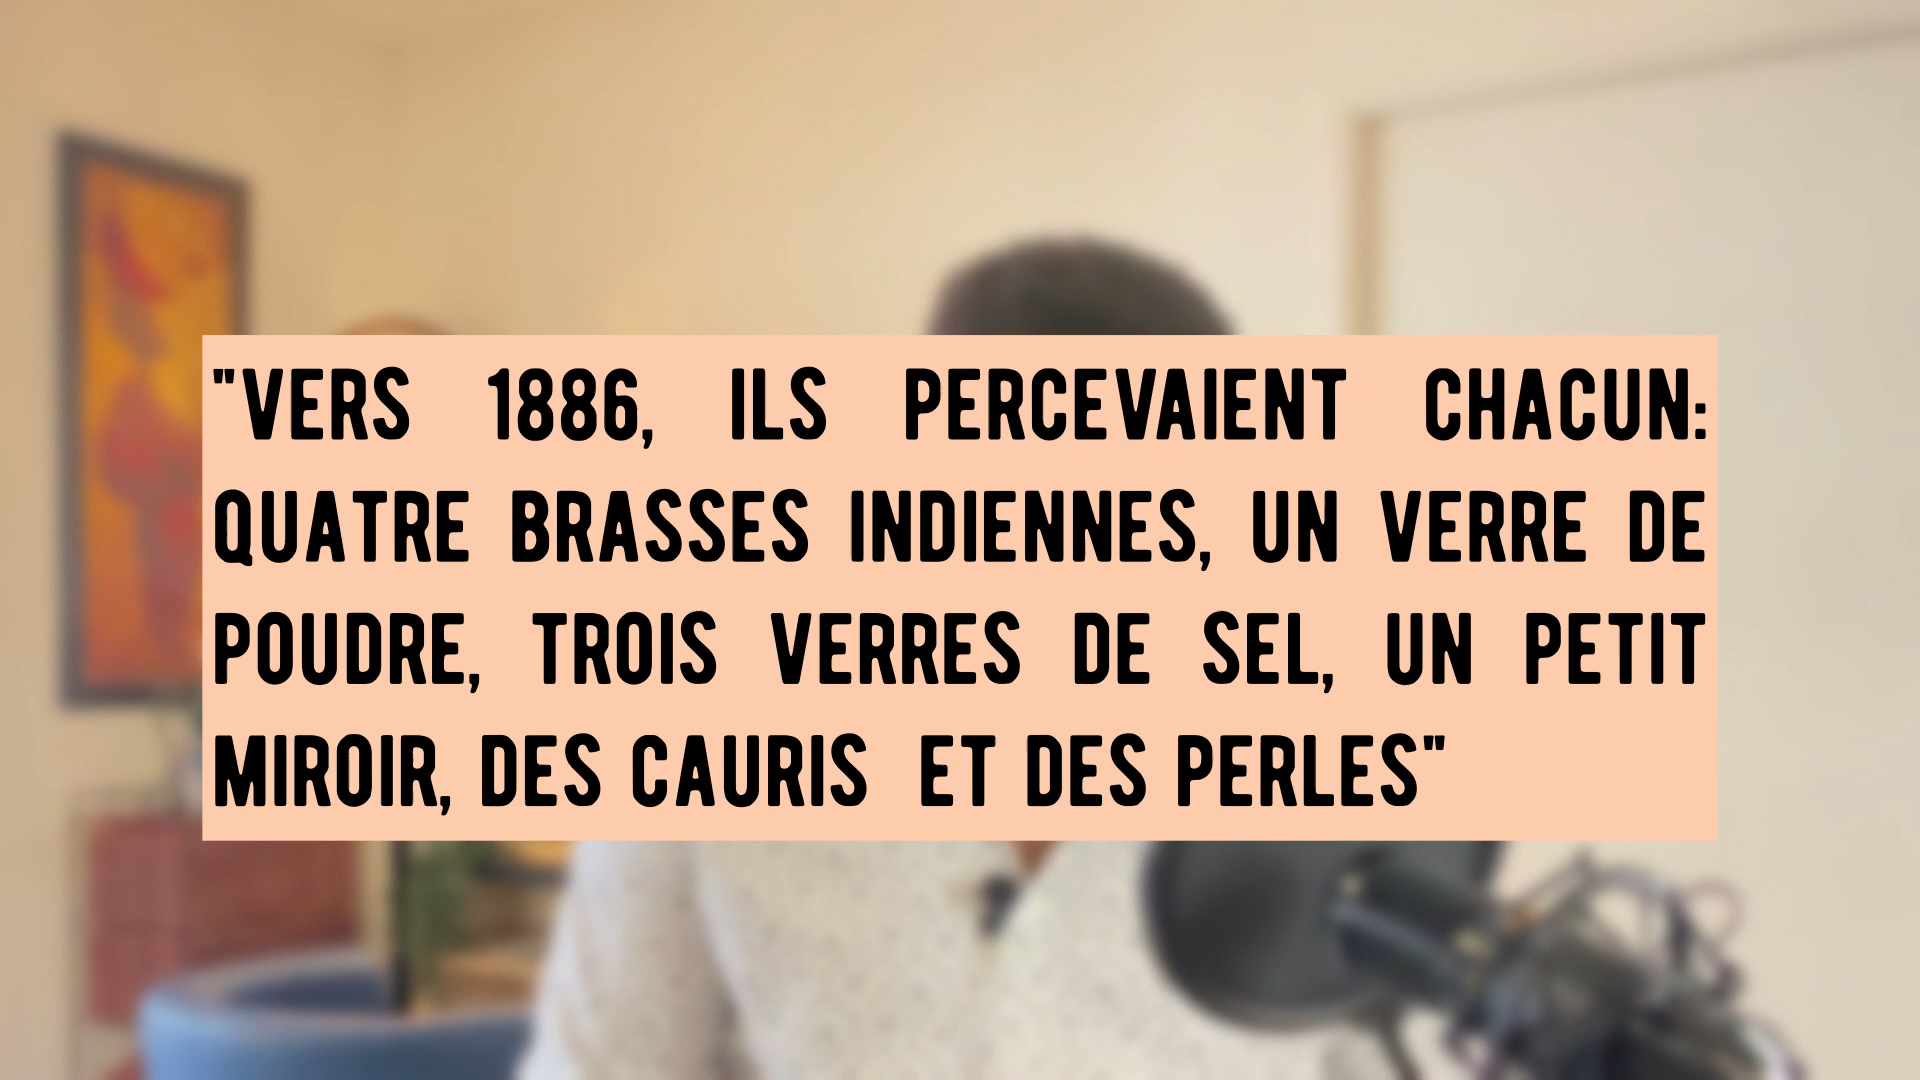 "VERS 1886, ILS PERCEVAIENT CHACUN:
QUATRE BRASSES INDIENNES, UN VERRE DE
POUDRE, TROIS VERRES DE SEL, UN PETIT
MIROIR, DES CAURIS ET DES PERLES"